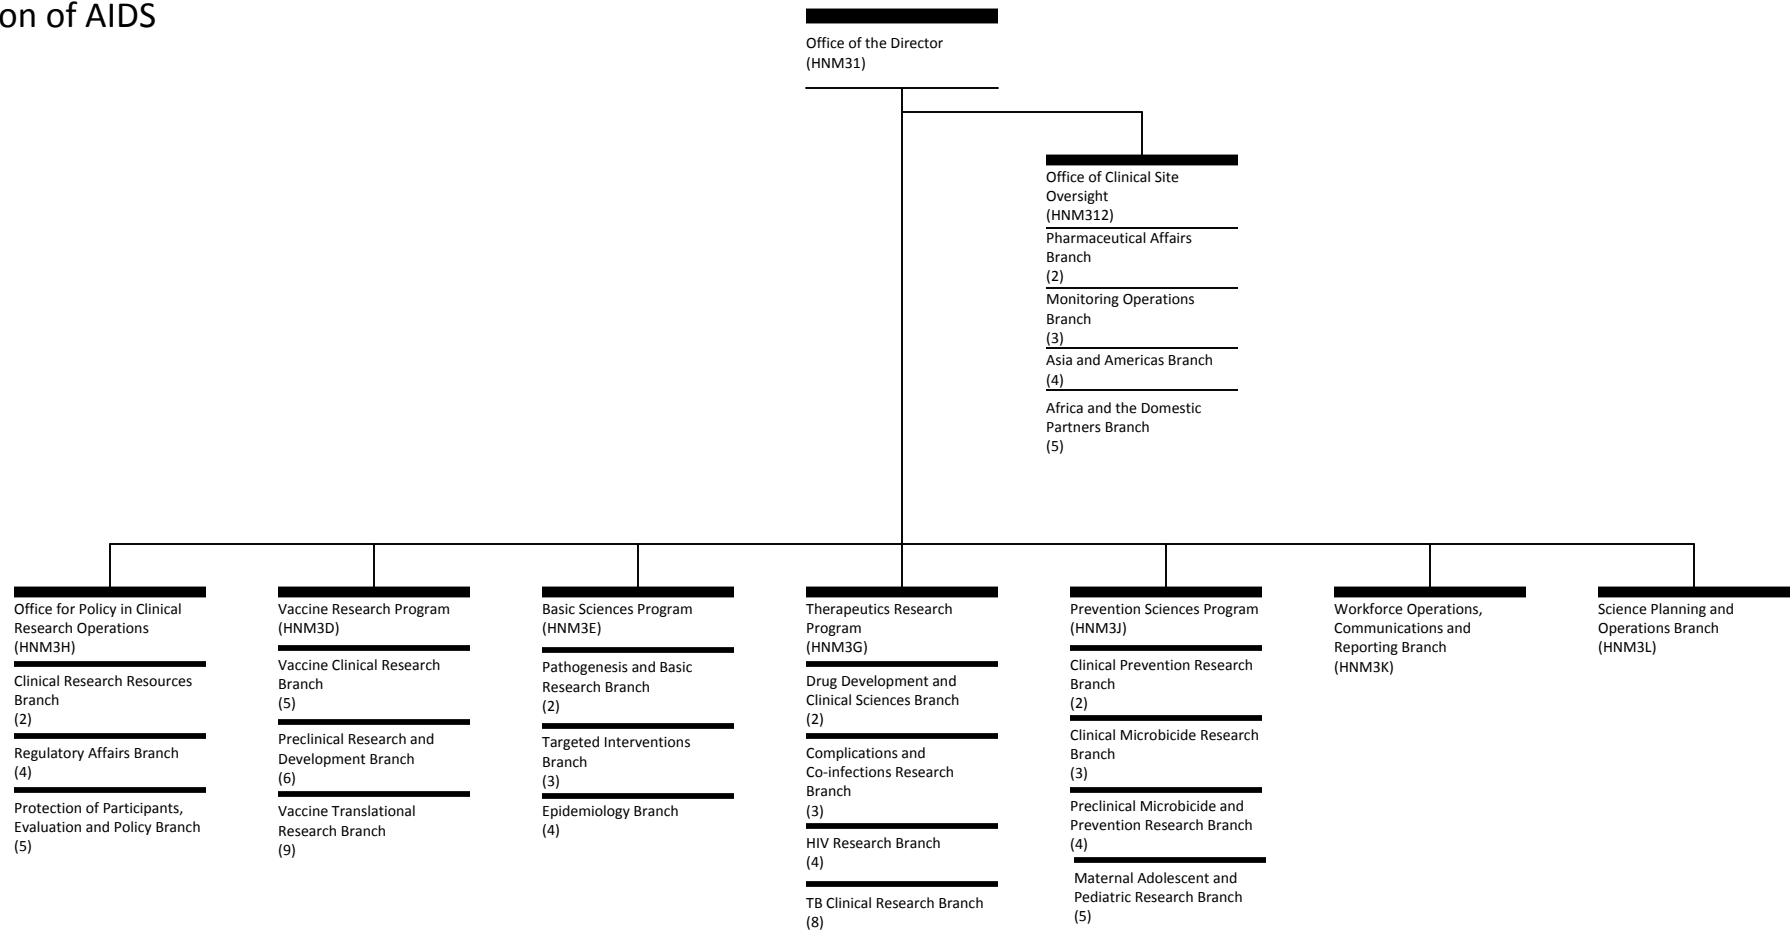 on of AIDS
Office of the Director
(HNM31)
Office of Clinical Site
Oversight
(HNM312)
Pharmaceutical Affairs
Branch
(2)
Monitoring Operations
Branch
(3)
Asia and Americas Branch
(4)
Africa and the Domestic
Partners Branch
(5)
Office for Policy in Clinical
Research Operations
(HNM3H)
Clinical Research Resources
Branch
(2)
Regulatory Affairs Branch
(4)
Protection of Participants,
Evaluation and Policy Branch
(5)
Vaccine Research Program
(HNM3D)
Vaccine Clinical Research
Branch
(5)
Preclinical Research and
Development Branch
(6)
Vaccine Translational
Research Branch
(9)
Basic Sciences Program
(HNM3E)
Pathogenesis and Basic
Research Branch
(2)
Targeted Interventions
Branch
(3)
Epidemiology Branch
(4)
Therapeutics Research
Program
(HNM3G)
Drug Development and
Clinical Sciences Branch
(2)
Complications and
Co-infections Research
Branch
(3)
HIV Research Branch
(4)
TB Clinical Research Branch
(8)
Prevention Sciences Program
(HNM3J)
Clinical Prevention Research
Branch
(2)
Clinical Microbicide Research
Branch
(3)
Preclinical Microbicide and
Prevention Research Branch
(4)
Maternal Adolescent and
Pediatric Research Branch
(5)
Workforce Operations,
Communications and
Reporting Branch
(HNM3K)
Science Planning and
Operations Branch
(HNM3L)